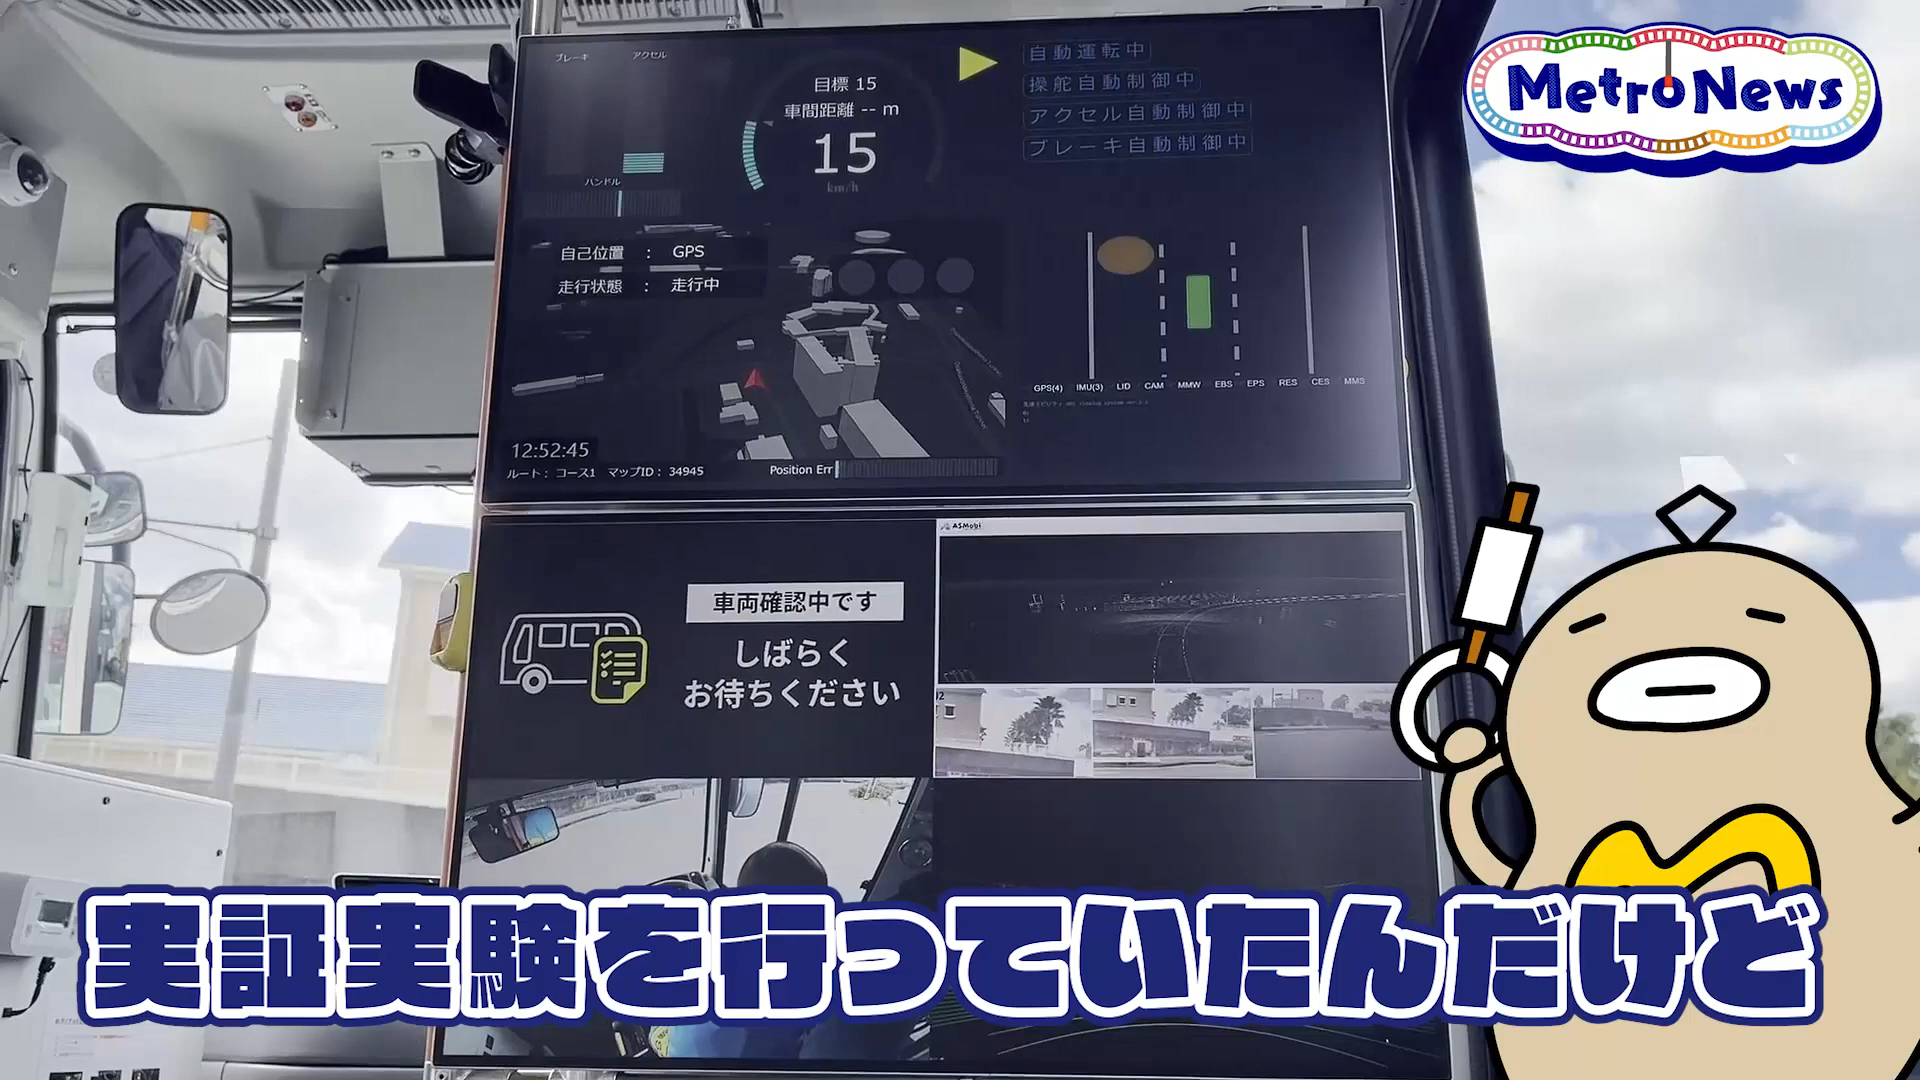 MetroNews
ブレーキ
アクセル
目標 15
車間距離 -- m
15
km/h
自動運転中
操舵自動制御中
アクセル自動制御中
ブレーキ自動制御中
ハンドル
自己位置 : GPS
走行状態 : 走行中
GPS(4) IMU(3) LID CAM MMW EBS EPS RES CES MMS
12:52:45
ルート： コース1 マップID： 34945
Position Err
ASMobi
車両確認中です
しばらく
お待ちください
実証実験を行っていたんだけど